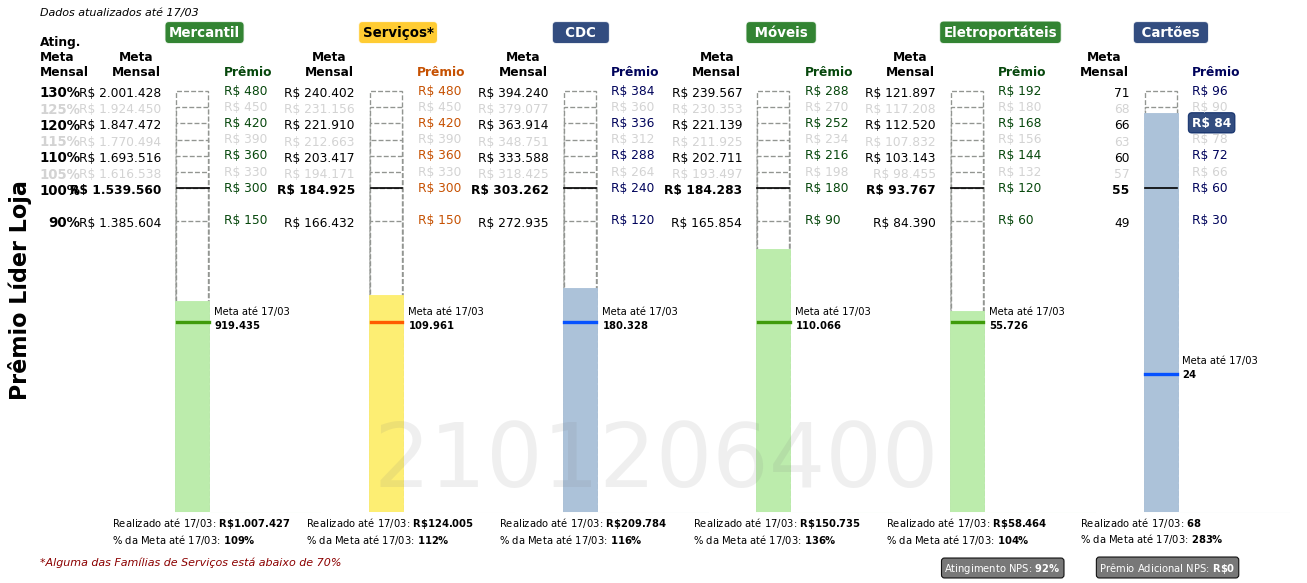 Dados atualizados até 17/03
Mercantil Serviços* CDC Móveis Eletroportáteis Cartões
Ating.
Meta Meta Meta Meta Meta Meta Meta
Mensal Mensal Prêmio Mensal Prêmio Mensal Prêmio Mensal Prêmio Mensal Prêmio Mensal Prêmio
130% R$ 2.001.428 R$ 480 R$ 240.402 R$ 480 R$ 394.240 R$ 384 R$ 239.567 R$ 288 R$ 121.897 R$ 192 71 R$ 96
125% R$ 1.924.450 R$ 450 R$ 231.156 R$ 450 R$ 379.077 R$ 360 R$ 230.353 R$ 270 R$ 117.208 R$ 180 68 R$ 90
120% R$ 1.847.472 R$ 420 R$ 221.910 R$ 420 R$ 363.914 R$ 336 R$ 221.139 R$ 252 R$ 112.520 R$ 168 66 R$ 84
115% R$ 1.770.494 R$ 390 R$ 212.663 R$ 390 R$ 348.751 R$ 312 R$ 211.925 R$ 234 R$ 107.832 R$ 156 63 R$ 78
110% R$ 1.693.516 R$ 360 R$ 203.417 R$ 360 R$ 333.588 R$ 288 R$ 202.711 R$ 216 R$ 103.143 R$ 144 60 R$ 72
105% R$ 1.616.538 R$ 330 R$ 194.171 R$ 330 R$ 318.425 R$ 264 R$ 193.497 R$ 198 R$ 98.455 R$ 132 57 R$ 66
100% R$ 1.539.560 R$ 300 R$ 184.925 R$ 300 R$ 303.262 R$ 240 R$ 184.283 R$ 180 R$ 93.767 R$ 120 55 R$ 60
90% R$ 1.385.604 R$ 150 R$ 166.432 R$ 150 R$ 272.935 R$ 120 R$ 165.854 R$ 90 R$ 84.390 R$ 60 49 R$ 30
Prêmio Líder Loja
Meta até 17/03 Meta até 17/03 Meta até 17/03 Meta até 17/03 Meta até 17/03
919.435 109.961 180.328 110.066 55.726
Meta até 17/03
24
2101206400
Realizado até 17/03: R$1.007.427 Realizado até 17/03: R$124.005 Realizado até 17/03: R$209.784 Realizado até 17/03: R$150.735 Realizado até 17/03: R$58.464 Realizado até 17/03: 68
% da Meta até 17/03: 109% % da Meta até 17/03: 112% % da Meta até 17/03: 116% % da Meta até 17/03: 136% % da Meta até 17/03: 104% % da Meta até 17/03: 283%
*Alguma das Famílias de Serviços está abaixo de 70%
Atingimento NPS: 92% Prêmio Adicional NPS: R$0